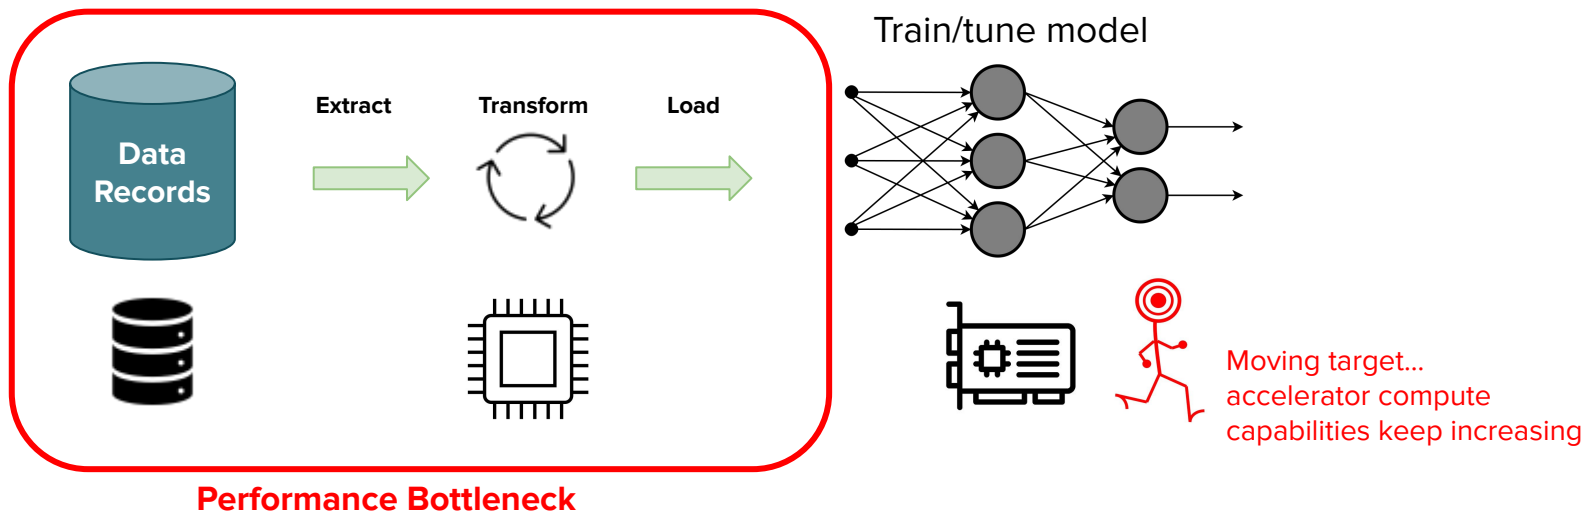 Train/tune model
Extract
Transform
Load
Data
Records
Moving target...
accelerator compute
capabilities keep increasing
Performance Bottleneck